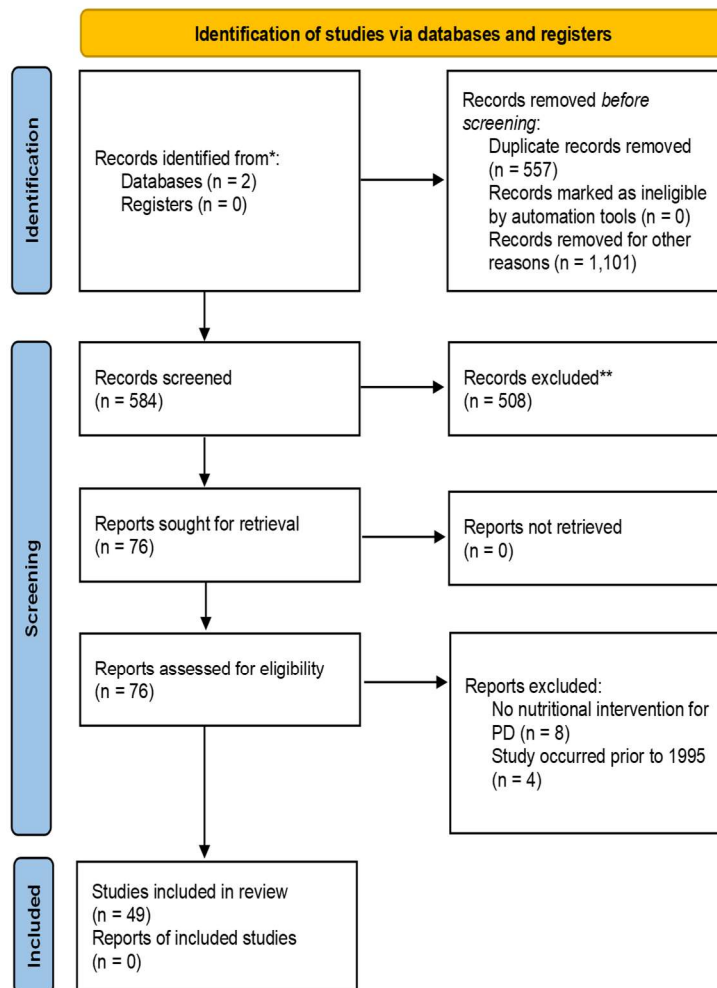 Identification of studies via databases and registers
Identification
Records identified from*:
Databases (n = 2)
Registers (n = 0)
Records removed before
screening:
Duplicate records removed
(n = 557)
Records marked as ineligible
by automation tools (n = 0)
Records removed for other
reasons (n = 1,101)
Screening
Records screened
(n = 584)
Records excluded**
(n = 508)
Reports sought for retrieval
(n = 76)
Reports not retrieved
(n = 0)
Reports assessed for eligibility
(n = 76)
Reports excluded:
No nutritional intervention for
PD (n = 8)
Study occurred prior to 1995
(n = 4)
Included
Studies included in review
(n = 49)
Reports of included studies
(n = 0)